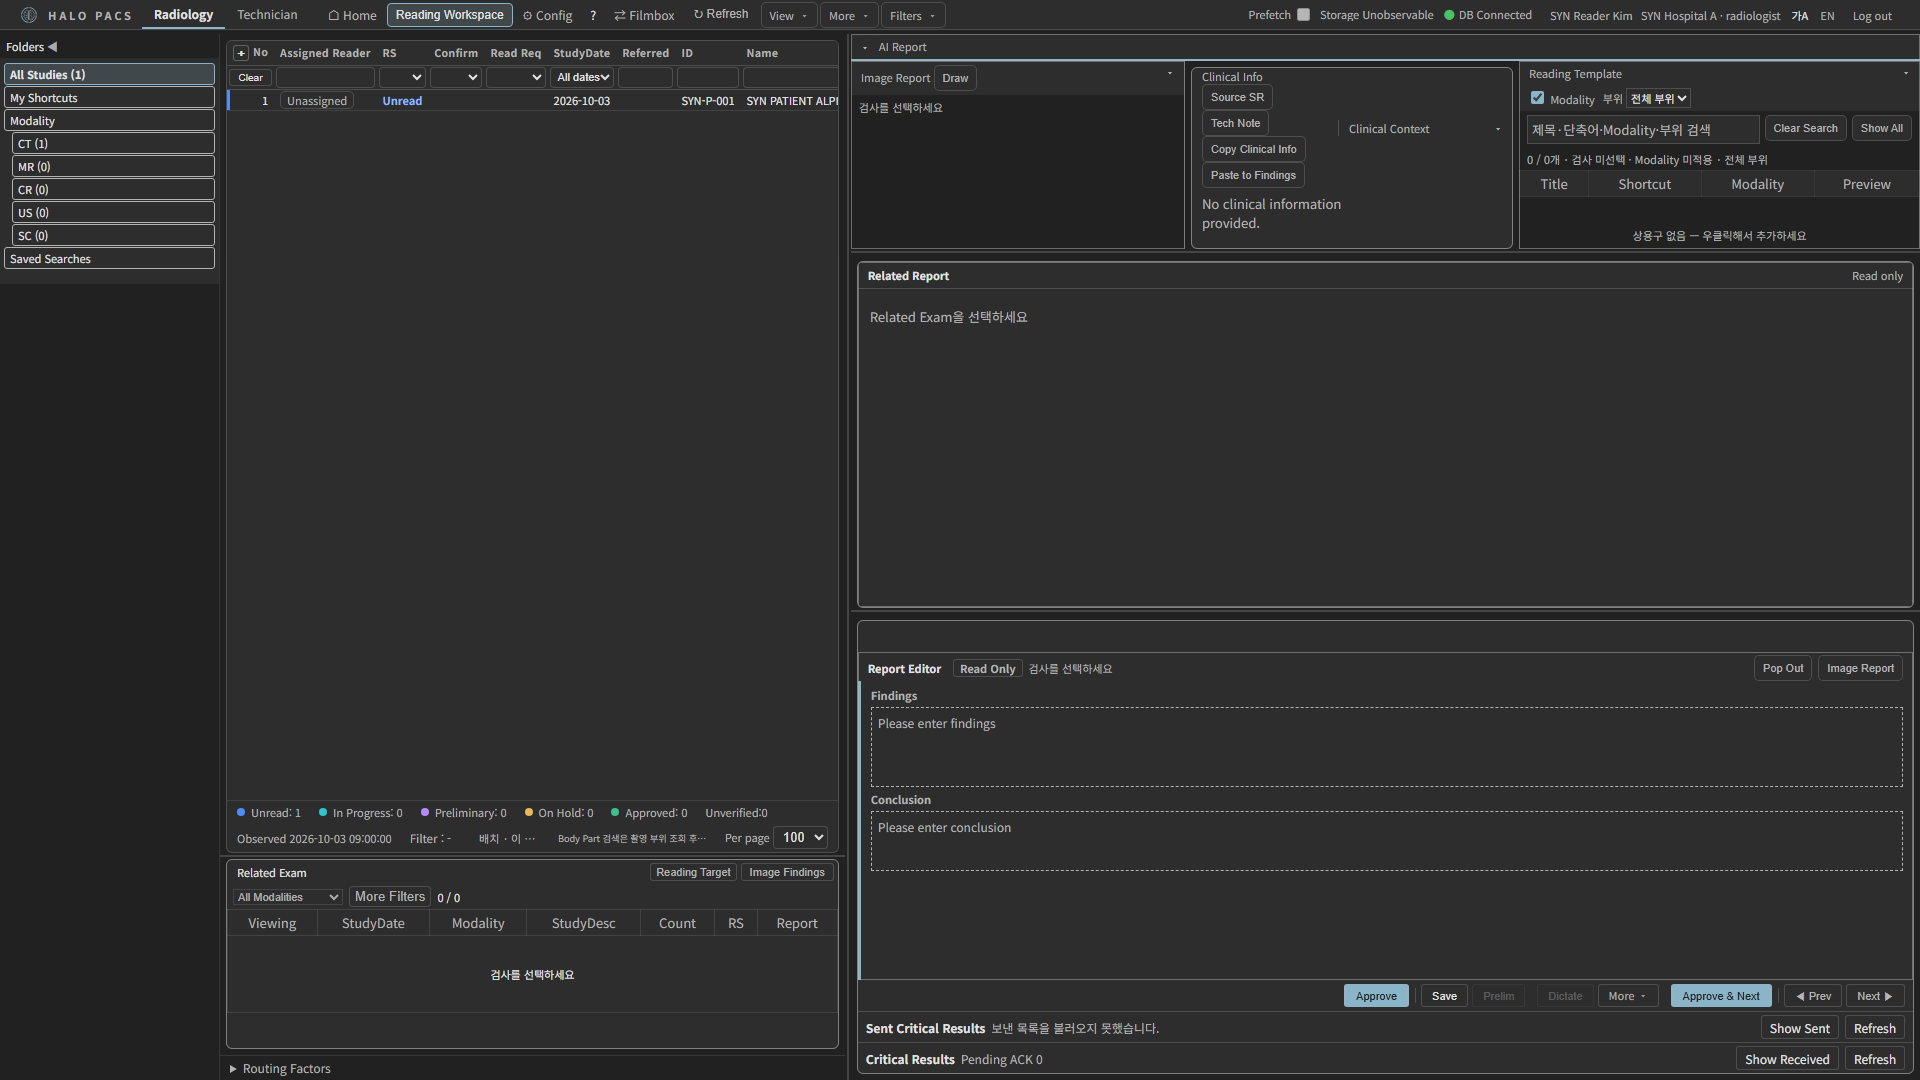 HALO PACS Radiology Technician Home Reading Workspace Config ? Filmbox Refresh View More Filters Prefetch Storage Unobservable DB Connected SYN Reader Kim SYN Hospital A · radiologist 가A EN Log out
Folders
All Studies (1)
My Shortcuts
Modality
CT (1)
MR (0)
CR (0)
US (0)
SC (0)
Saved Searches
+ No Assigned Reader RS Confirm Read Req StudyDate Referred ID Name
Clear All dates
1 Unassigned Unread 2026-10-03 SYN-P-001 SYN PATIENT ALP
Unread: 1 In Progress: 0 Preliminary: 0 On Hold: 0 Approved: 0 Unverified:0
Observed 2026-10-03 09:00:00 Filter : - 배치 · 이 ... Body Part 검색은 촬영 부위 조회 후... Per page 100
Related Exam Reading Target Image Findings
All Modalities More Filters 0 / 0
Viewing StudyDate Modality StudyDesc Count RS Report
검사를 선택하세요
Routing Factors
AI Report
Image Report Draw
검사를 선택하세요
Clinical Info
Source SR
Tech Note
Copy Clinical Info
Paste to Findings
Clinical Context
No clinical information
provided.
Reading Template
Modality 부위 전체 부위
제목·단축어·Modality·부위 검색 Clear Search Show All
0 / 0개 · 검사 미선택 · Modality 미적용 · 전체 부위
Title Shortcut Modality Preview
상용구 없음 — 우클릭해서 추가하세요
Related Report Read only
Related Exam을 선택하세요
Report Editor Read Only 검사를 선택하세요 Pop Out Image Report
Findings
Please enter findings
Conclusion
Please enter conclusion
Approve Save Prelim Dictate More Approve & Next Prev Next
Sent Critical Results 보낸 목록을 불러오지 못했습니다. Show Sent Refresh
Critical Results Pending ACK 0 Show Received Refresh